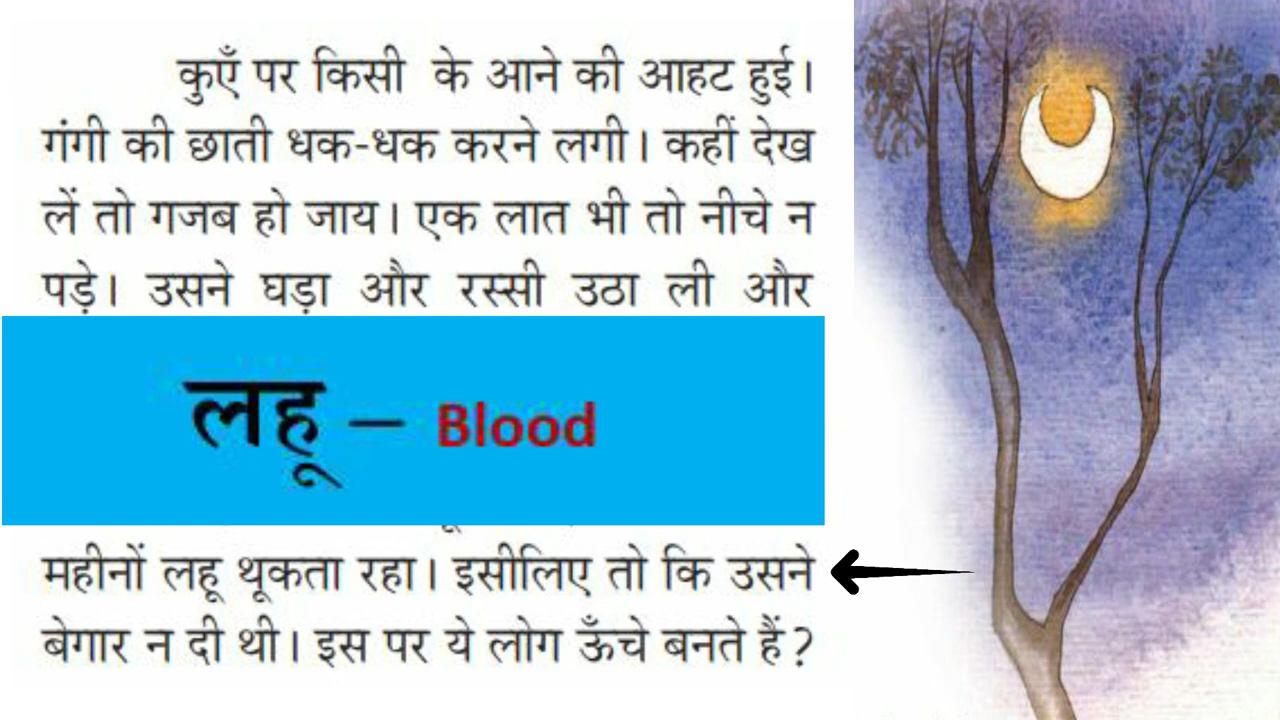 कुएँ पर किसी के आने की आहट हुई।
गंगी की छाती धक-धक करने लगी। कहीं देख
लें तो गजब हो जाय। एक लात भी तो नीचे न
पड़े। उसने घड़ा और रस्सी उठा ली और
लहू – Blood
महीनों लहू थूकता रहा। इसीलिए तो कि उसने
बेगार न दी थी। इस पर ये लोग ऊँचे बनते हैं?